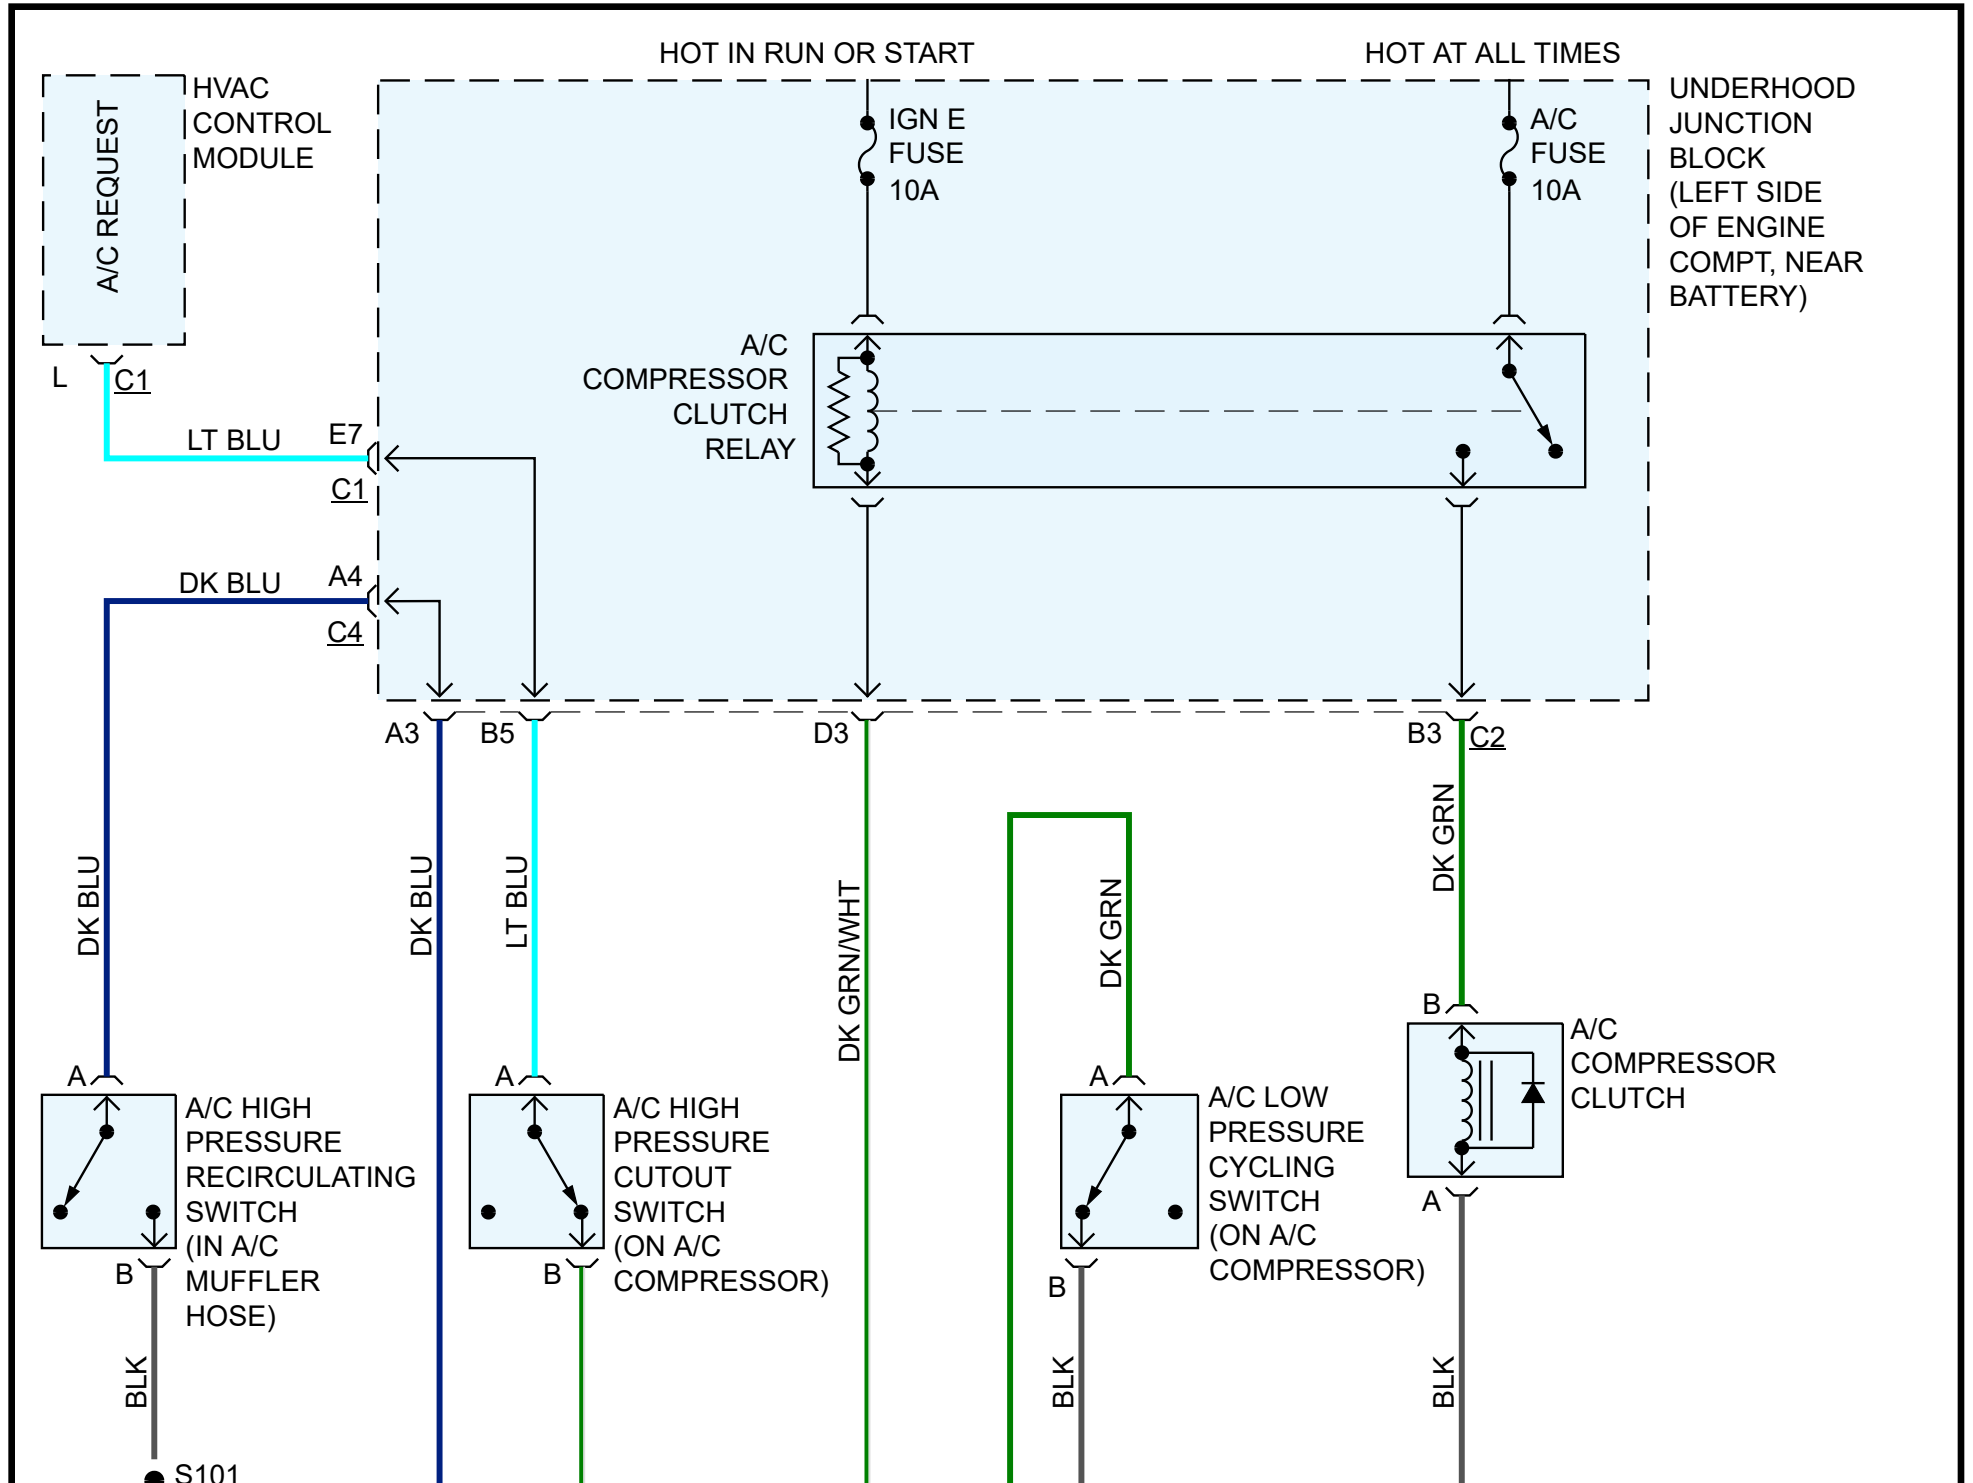 HOT IN RUN OR START
HOT AT ALL TIMES
A/C REQUEST
HVAC
CONTROL
MODULE
IGN E
FUSE
10A
A/C
FUSE
10A
UNDERHOOD
JUNCTION
BLOCK
(LEFT SIDE
OF ENGINE
COMPT, NEAR
BATTERY)
A/C
COMPRESSOR
CLUTCH
RELAY
L
C1
LT BLU
E7
C1
DK BLU
A4
C4
A3
B5
D3
B3
C2
DK BLU
DK BLU
LT BLU
DK GRN/WHT
DK GRN
DK GRN
A
A/C HIGH
PRESSURE
RECIRCULATING
SWITCH
(IN A/C
MUFFLER
HOSE)
B
BLK
S101
A
A/C HIGH
PRESSURE
CUTOUT
SWITCH
(ON A/C
COMPRESSOR)
B
A
A/C LOW
PRESSURE
CYCLING
SWITCH
(ON A/C
COMPRESSOR)
B
BLK
B
A/C
COMPRESSOR
CLUTCH
A
BLK